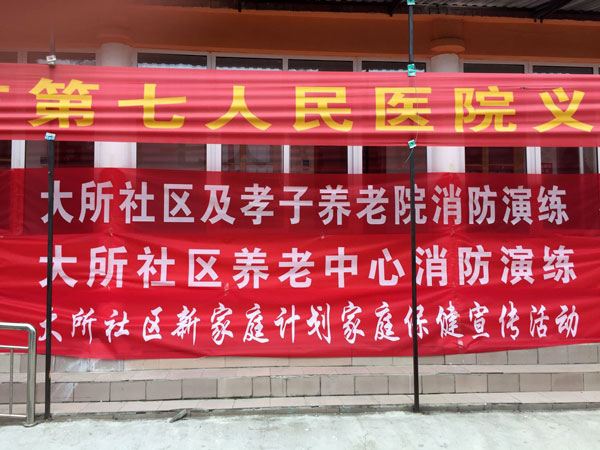 第七人民医院义
大所社区及孝子养老院消防演练
大所社区养老中心消防演练
大所社区新家庭计划家庭保健宣传活动